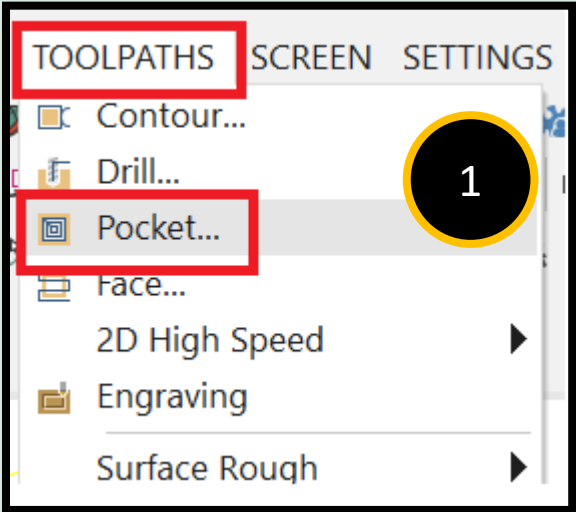 TOOLPATHS SCREEN SETTINGS
Contour...
Drill...
1
Pocket...
Face...
2D High Speed
Engraving
Surface Rough